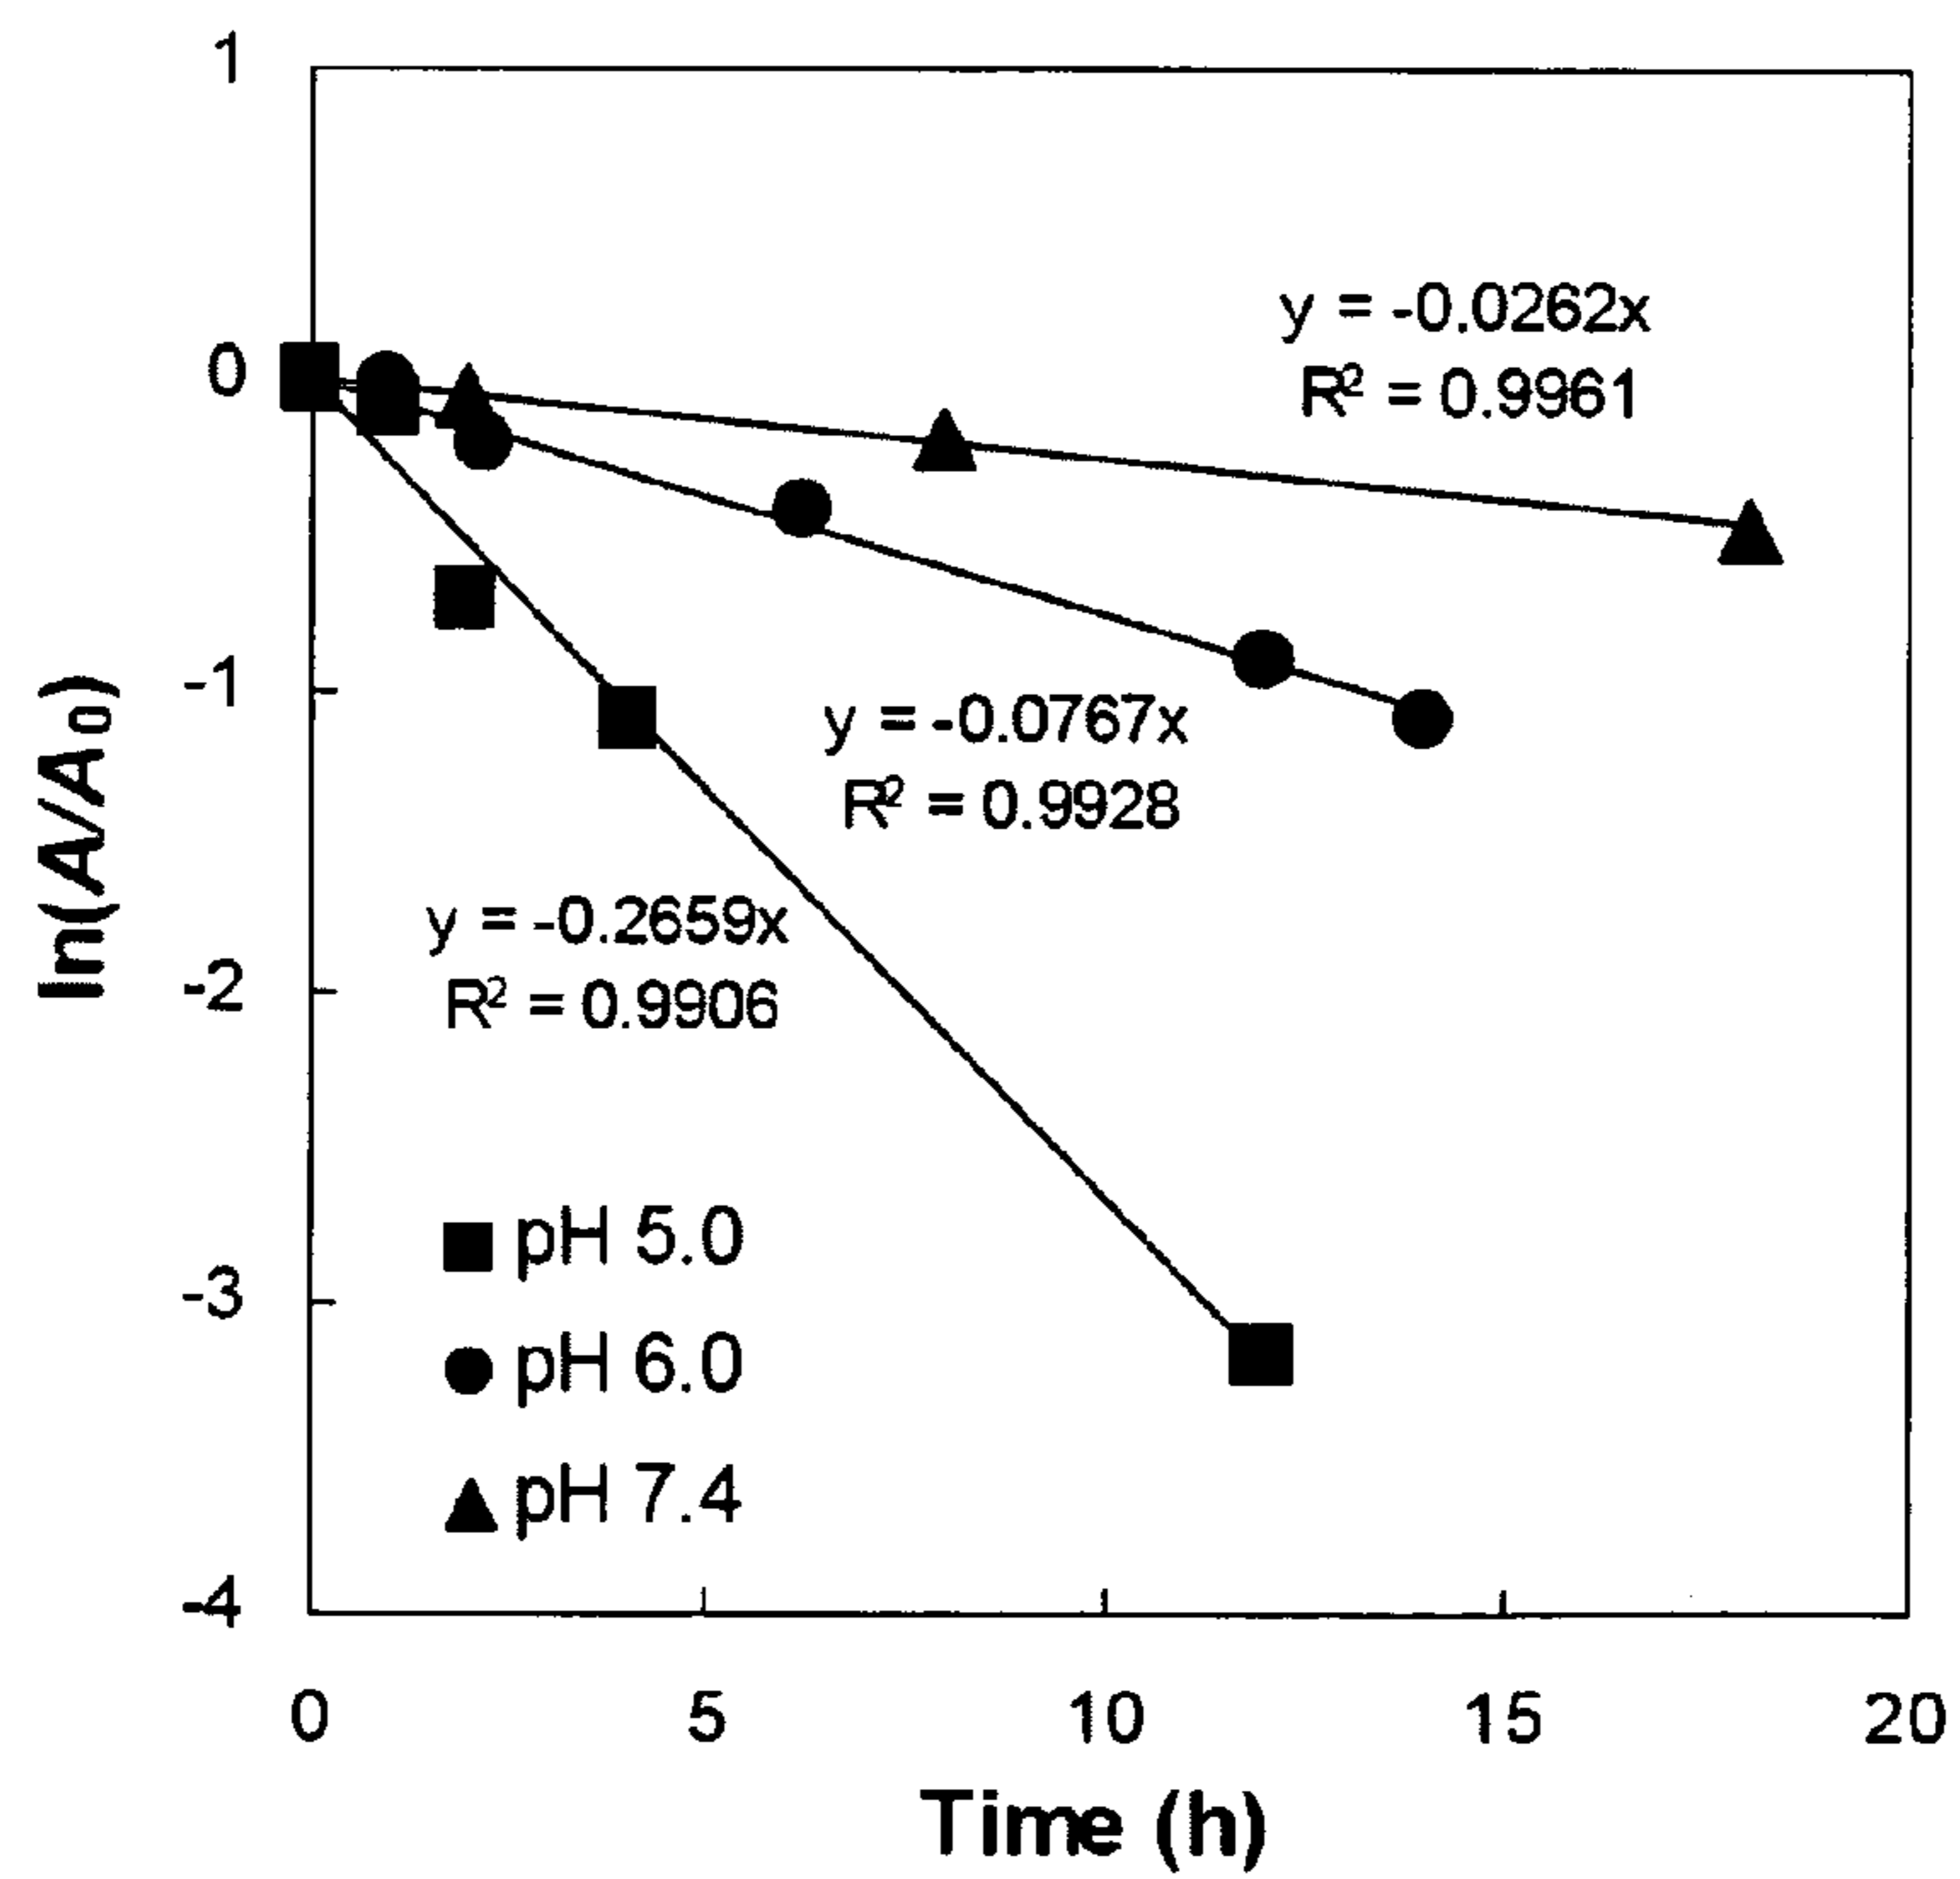 1
0
-1
-2
-3
-4
ln(A/A₀)
y = -0.0262x
R² = 0.9961
y = -0.0767x
R² = 0.9928
y = -0.2659x
R² = 0.9906
pH 5.0
pH 6.0
pH 7.4
0 5 10 15 20
Time (h)